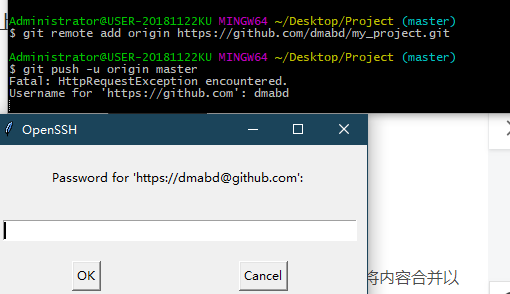 Administrator@USER-20181122KU MINGW64 ~/Desktop/Project (master)
$ git remote add origin https://github.com/dmabd/my_project.git
Administrator@USER-20181122KU MINGW64 ~/Desktop/Project (master)
$ git push -u origin master
Fatal: HttpRequestException encountered.
Username for 'https://github.com': dmabd
OpenSSH
Password for 'https://dmabd@github.com':
OK
Cancel
将内容合并以